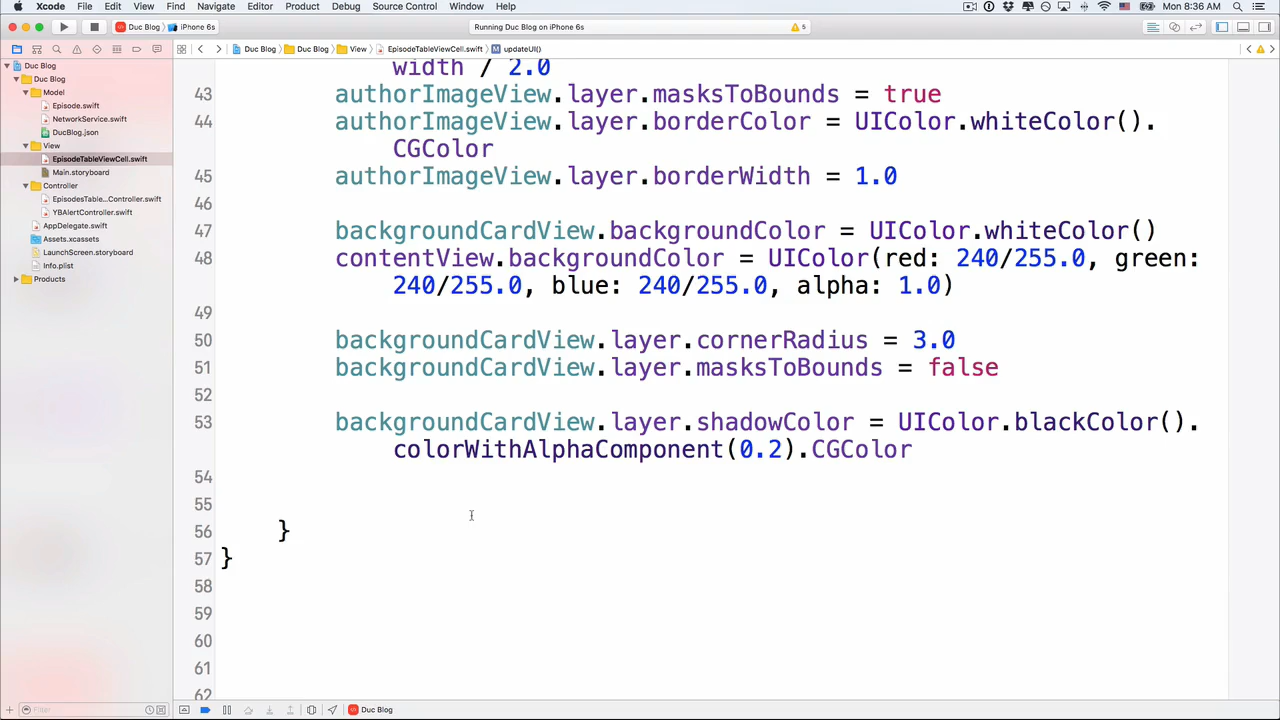 Xcode File Edit View Find Navigate Editor Product Debug Source Control Window Help Mon 8:36 AM
Duc Blog iPhone 6s Running Duc Blog on iPhone 6s 6
Duc Blog Duc Blog View EpisodeTableViewCell.swift M updateUI()
Duc Blog
Duc Blog
Model
Episode.swift
NetworkService.swift
DucBlog.json
View
EpisodeTableViewCell.swift
Main.storyboard
Controller
EpisodesTable...Controller.swift
YBAlertController.swift
AppDelegate.swift
Assets.xcassets
LaunchScreen.storyboard
Info.plist
Products
Filter
width / 2.0
43 authorImageView.layer.masksToBounds = true
44 authorImageView.layer.borderColor = UIColor.whiteColor().
CGColor
45 authorImageView.layer.borderWidth = 1.0
46
47 backgroundCardView.backgroundColor = UIColor.whiteColor()
48 contentView.backgroundColor = UIColor(red: 240/255.0, green:
240/255.0, blue: 240/255.0, alpha: 1.0)
49
50 backgroundCardView.layer.cornerRadius = 3.0
51 backgroundCardView.layer.masksToBounds = false
52
53 backgroundCardView.layer.shadowColor = UIColor.blackColor().
colorWithAlphaComponent(0.2).CGColor
54
55
56 }
57 }
58
59
60
61
62
Duc Blog